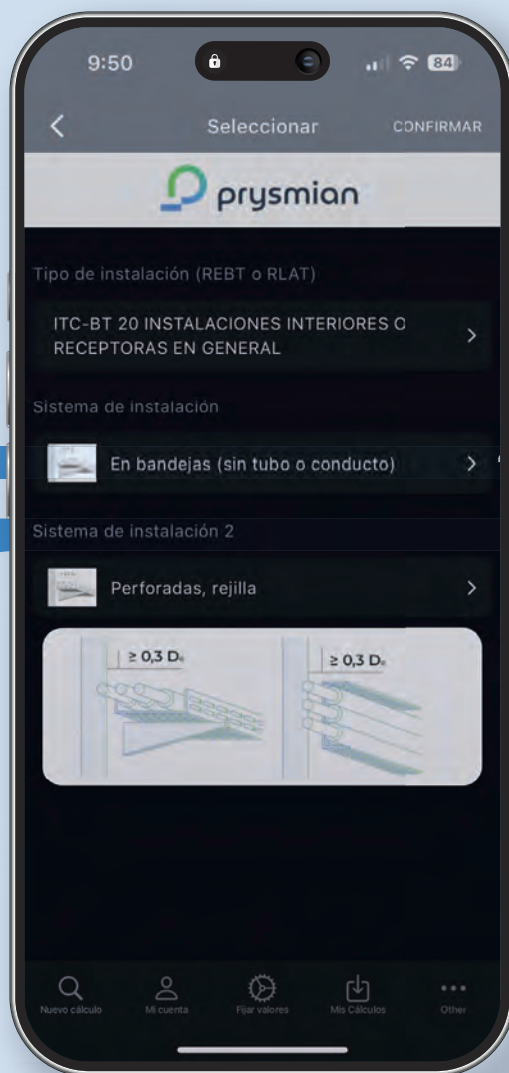 9:50
84
Seleccionar
CONFIRMAR
prysmian
Tipo de instalación (REBT o RLAT)
ITC-BT 20 INSTALACIONES INTERIORES O
RECEPTORAS EN GENERAL
Sistema de instalación
En bandejas (sin tubo o conducto)
Sistema de instalación 2
Perforadas, rejilla
≥ 0,3 Dₑ
≥ 0,3 Dₑ
Nuevo cálculo
Mi cuenta
Fijar valores
Mis Cálculos
Other